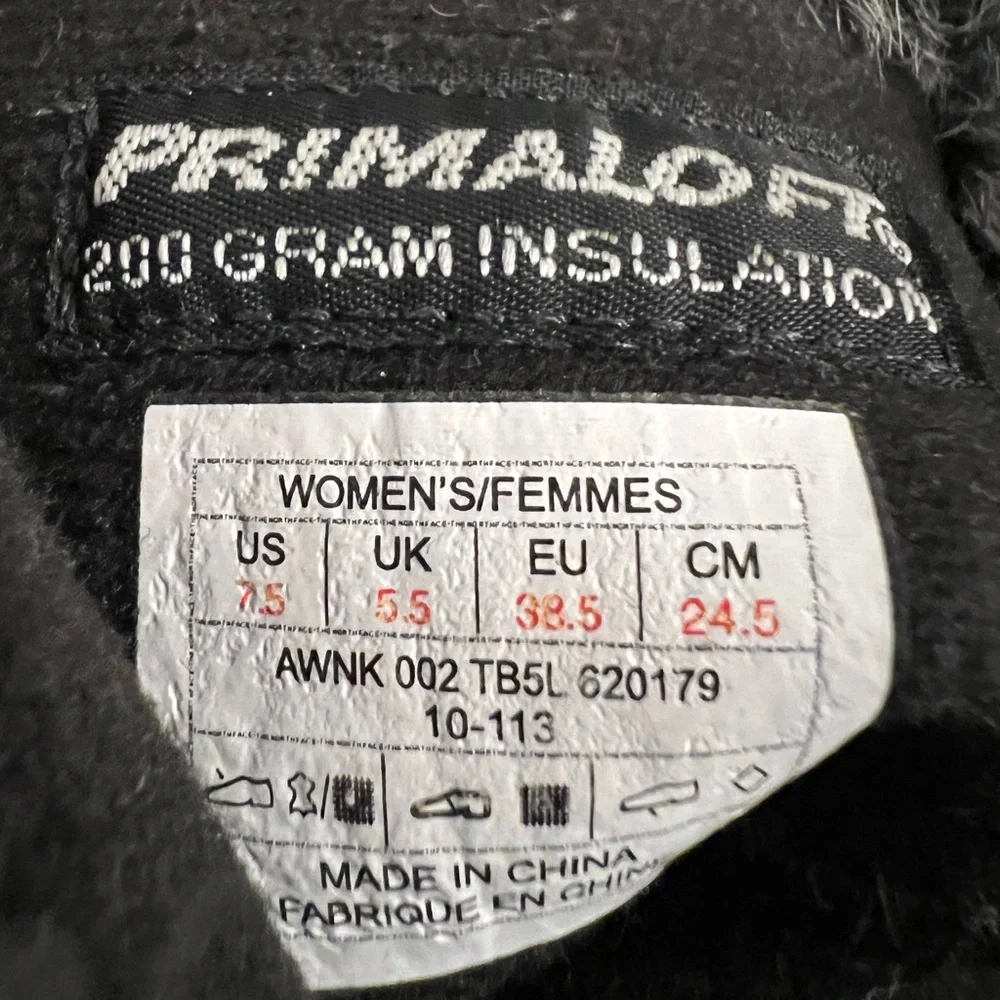 PRIMALOFT®
200 GRAM INSULATION
WOMEN'S/FEMMES
US UK EU CM
7.5 5.5 38.5 24.5
AWNK 002 TB5L 620179
10-113
MADE IN CHINA
FABRIQUE EN CHIN